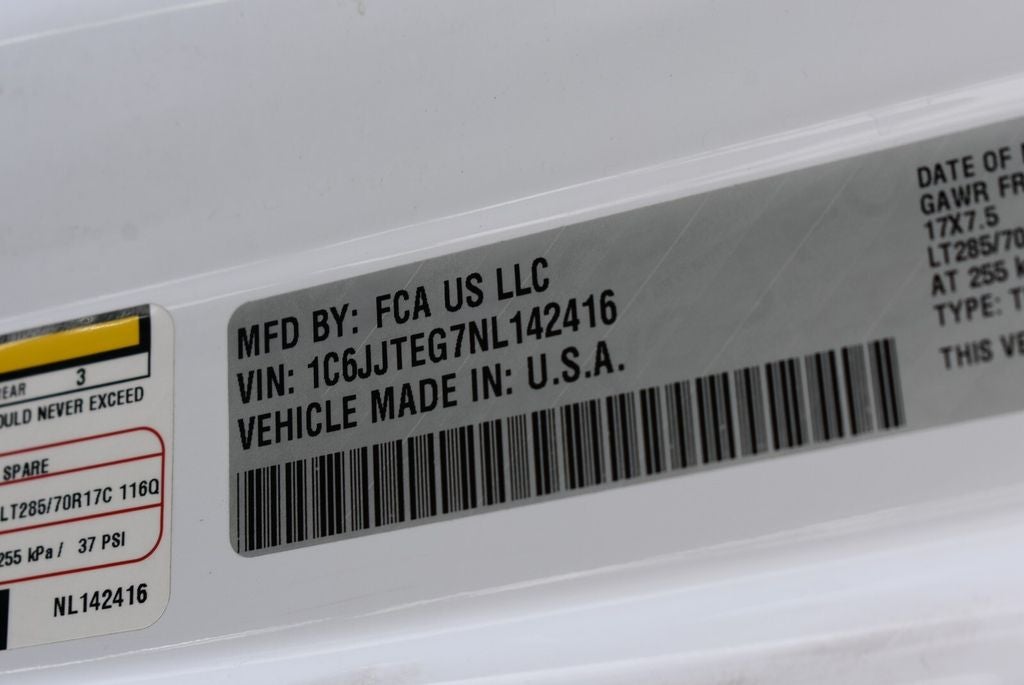 EAR 3
OULD NEVER EXCEED
SPARE
LT285/70R17C 116Q
255 kPa / 37 PSI
NL142416
MFD BY: FCA US LLC
VIN: 1C6JJTEG7NL142416
VEHICLE MADE IN: U.S.A.
DATE OF
GAWR FR
17X7.5
LT285/70
AT 255 k
TYPE: T
THIS VE